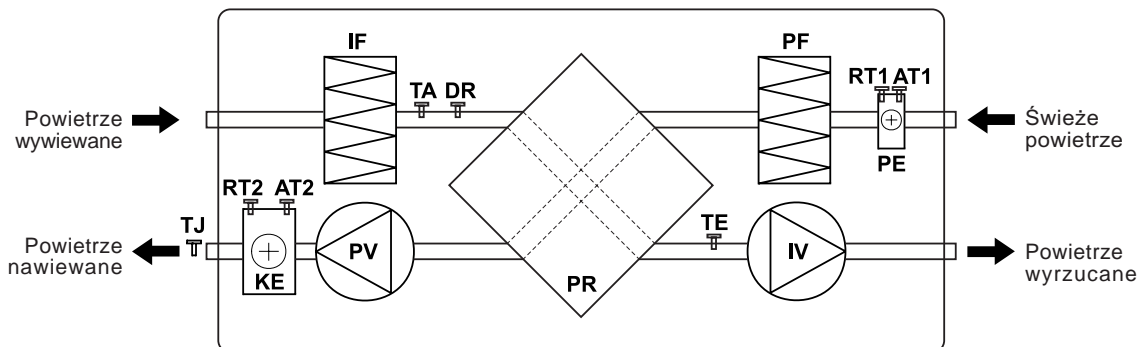 IF
PF
RT1 AT1
TA DR
Powietrze
wywiewane
Świeże
powietrze
PE
RT2 AT2
TJ
TE
Powietrze
nawiewane
PV
KE
PR
IV
Powietrze
wyrzucane